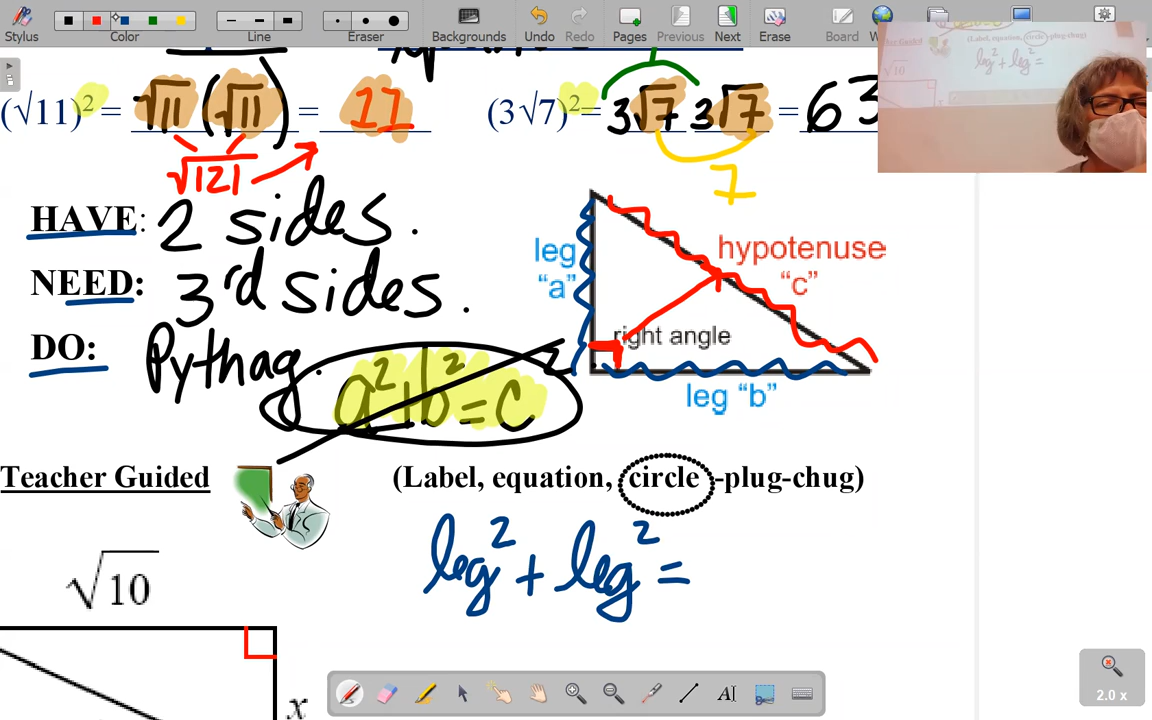 Stylus Color Line Eraser Backgrounds Undo Redo Pages Previous Next Erase Board
(√11)² = √11 (√11) = 11
√121
(3√7)² = 3√7 3√7 = 63
7
HAVE: 2 sides.
NEED: 3rd sides.
DO: Pythag. a² + b² = c
leg "a"
hypotenuse "c"
right angle
leg "b"
Teacher Guided (Label, equation, circle -plug-chug)
leg² + leg² =
√10
x
2.0 x